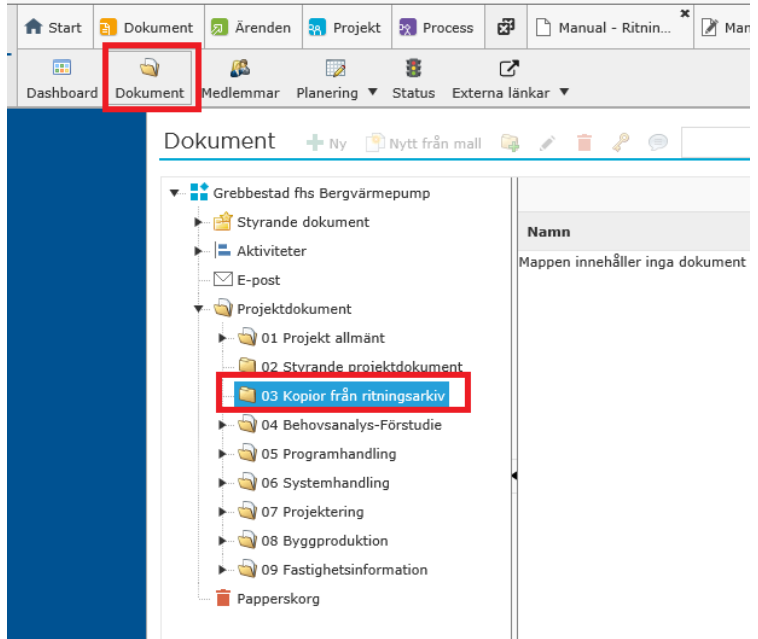 Start Dokument Ärenden Projekt Process Manual - Ritnin... Man
Dashboard Dokument Medlemmar Planering ▼ Status Externa länkar ▼
Dokument Ny Nytt från mall
Grebbestad fhs Bergvärmepump
Styrande dokument
Namn
Aktiviteter
Mappen innehåller inga dokument
E-post
Projektdokument
01 Projekt allmänt
02 Styrande projektdokument
03 Kopior från ritningsarkiv
04 Behovsanalys-Förstudie
05 Programhandling
06 Systemhandling
07 Projektering
08 Byggproduktion
09 Fastighetsinformation
Papperskorg